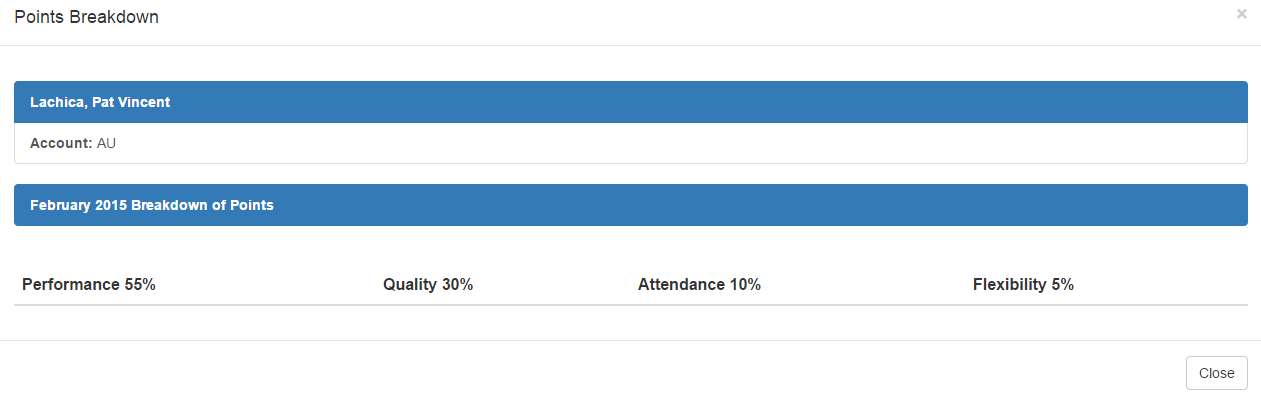 Points Breakdown ×
Lachica, Pat Vincent
Account: AU
February 2015 Breakdown of Points
Performance 55% Quality 30% Attendance 10% Flexibility 5%
Close